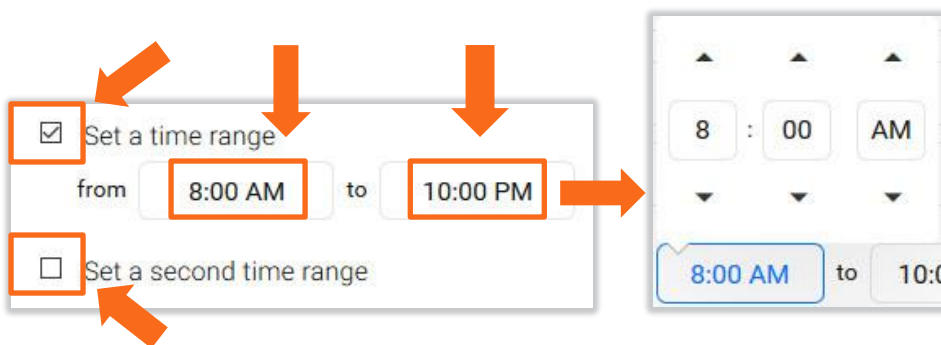 Set a time range
from 8:00 AM to 10:00 PM
Set a second time range
8 : 00 AM
8:00 AM to